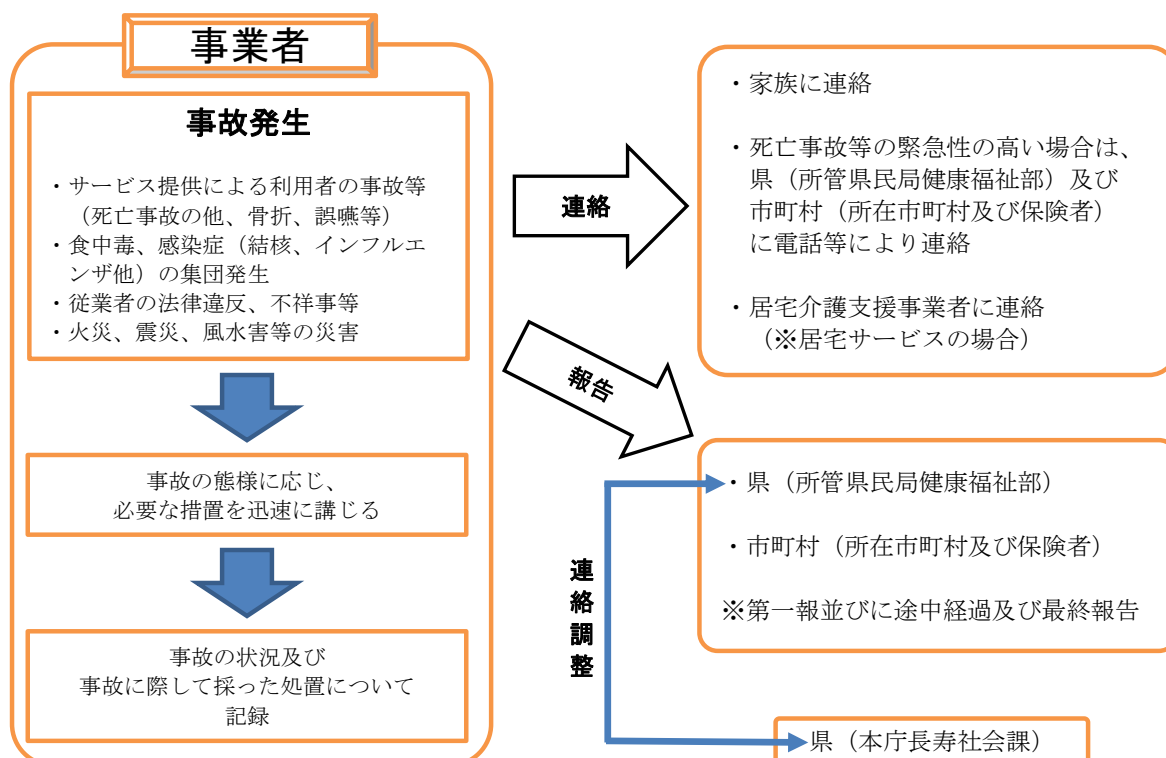 事業者
事故発生
・サービス提供による利用者の事故等
（死亡事故の他、骨折、誤嚥等）
・食中毒、感染症（結核、インフルエ
ンザ他）の集団発生
・従業者の法律違反、不祥事等
・火災、震災、風水害等の災害
事故の態様に応じ、
必要な措置を迅速に講じる
事故の状況及び
事故に際して採った処置について
記録
連絡
・家族に連絡
・死亡事故等の緊急性の高い場合は、
県（所管県民局健康福祉部）及び
市町村（所在市町村及び保険者）
に電話等により連絡
・居宅介護支援事業者に連絡
（※居宅サービスの場合）
報告
・県（所管県民局健康福祉部）
・市町村（所在市町村及び保険者）
※第一報並びに途中経過及び最終報告
連絡調整
・県（本庁長寿社会課）